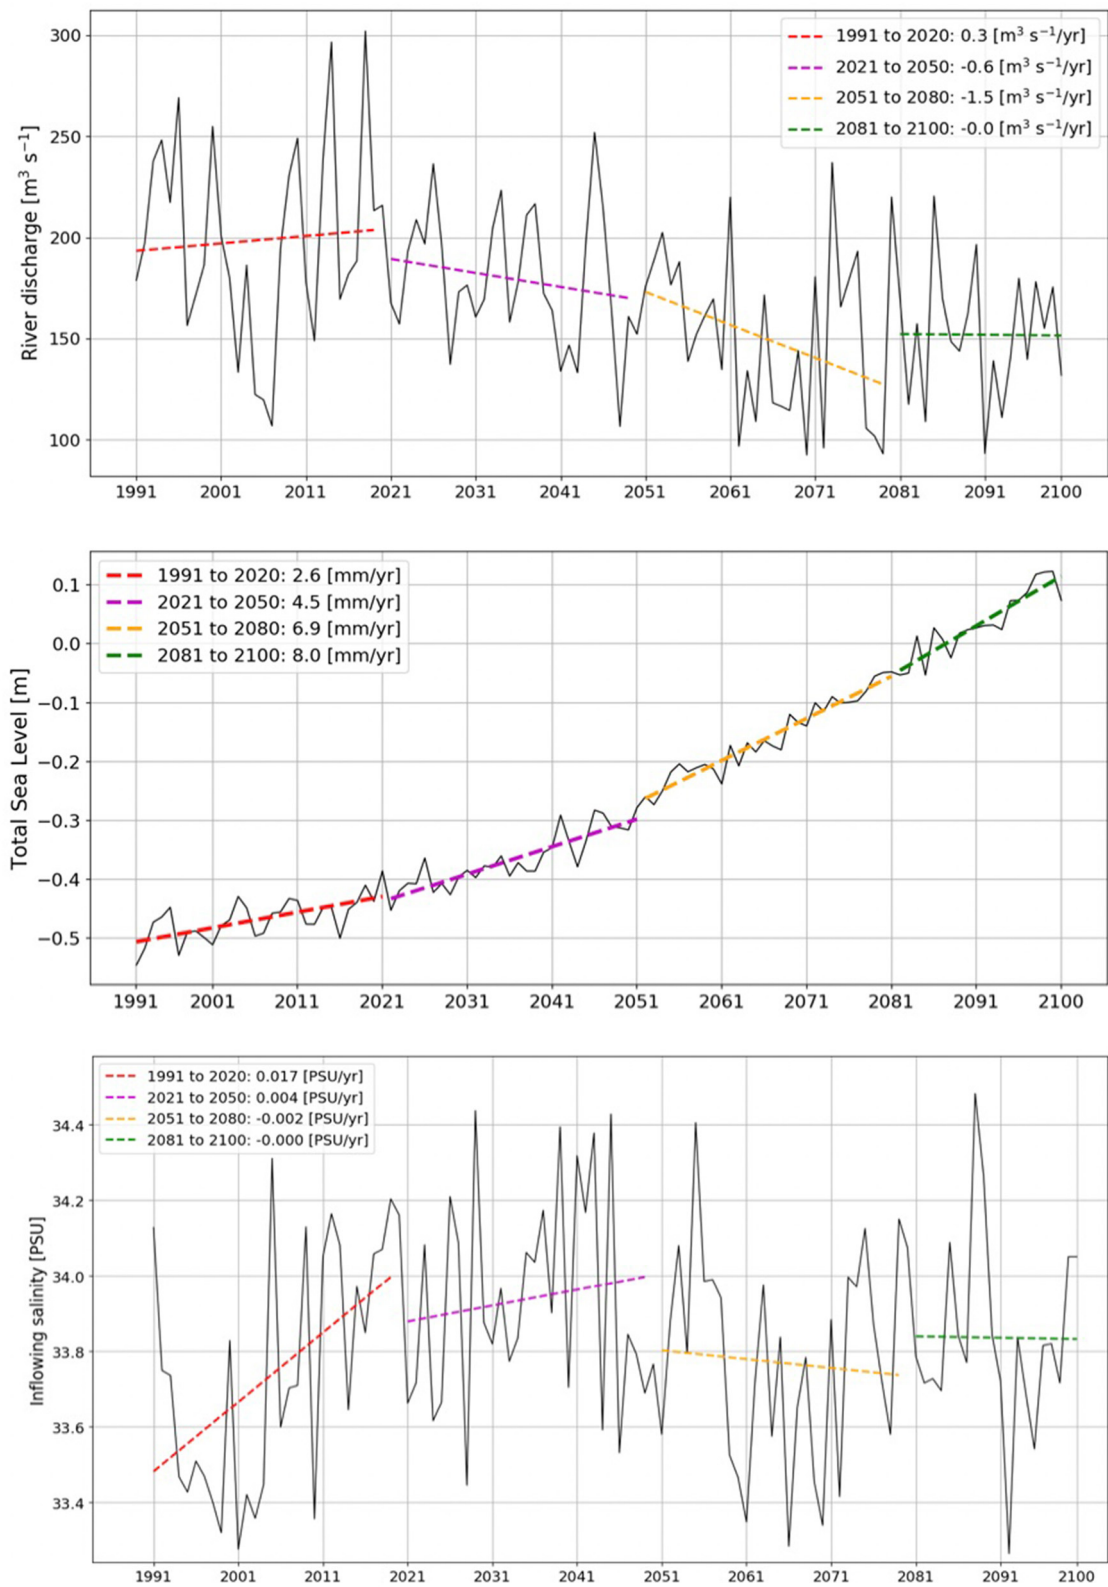 1991 to 2020: 0.3 [m³ s⁻¹/yr]
2021 to 2050: -0.6 [m³ s⁻¹/yr]
2051 to 2080: -1.5 [m³ s⁻¹/yr]
2081 to 2100: -0.0 [m³ s⁻¹/yr]
River discharge [m³ s⁻¹]
300
250
200
150
100
1991 2001 2011 2021 2031 2041 2051 2061 2071 2081 2091 2100
1991 to 2020: 2.6 [mm/yr]
2021 to 2050: 4.5 [mm/yr]
2051 to 2080: 6.9 [mm/yr]
2081 to 2100: 8.0 [mm/yr]
Total Sea Level [m]
0.1
0.0
−0.1
−0.2
−0.3
−0.4
−0.5
1991 2001 2011 2021 2031 2041 2051 2061 2071 2081 2091 2100
1991 to 2020: 0.017 [PSU/yr]
2021 to 2050: 0.004 [PSU/yr]
2051 to 2080: -0.002 [PSU/yr]
2081 to 2100: -0.000 [PSU/yr]
Inflowing salinity [PSU]
34.4
34.2
34.0
33.8
33.6
33.4
1991 2001 2011 2021 2031 2041 2051 2061 2071 2081 2091 2100